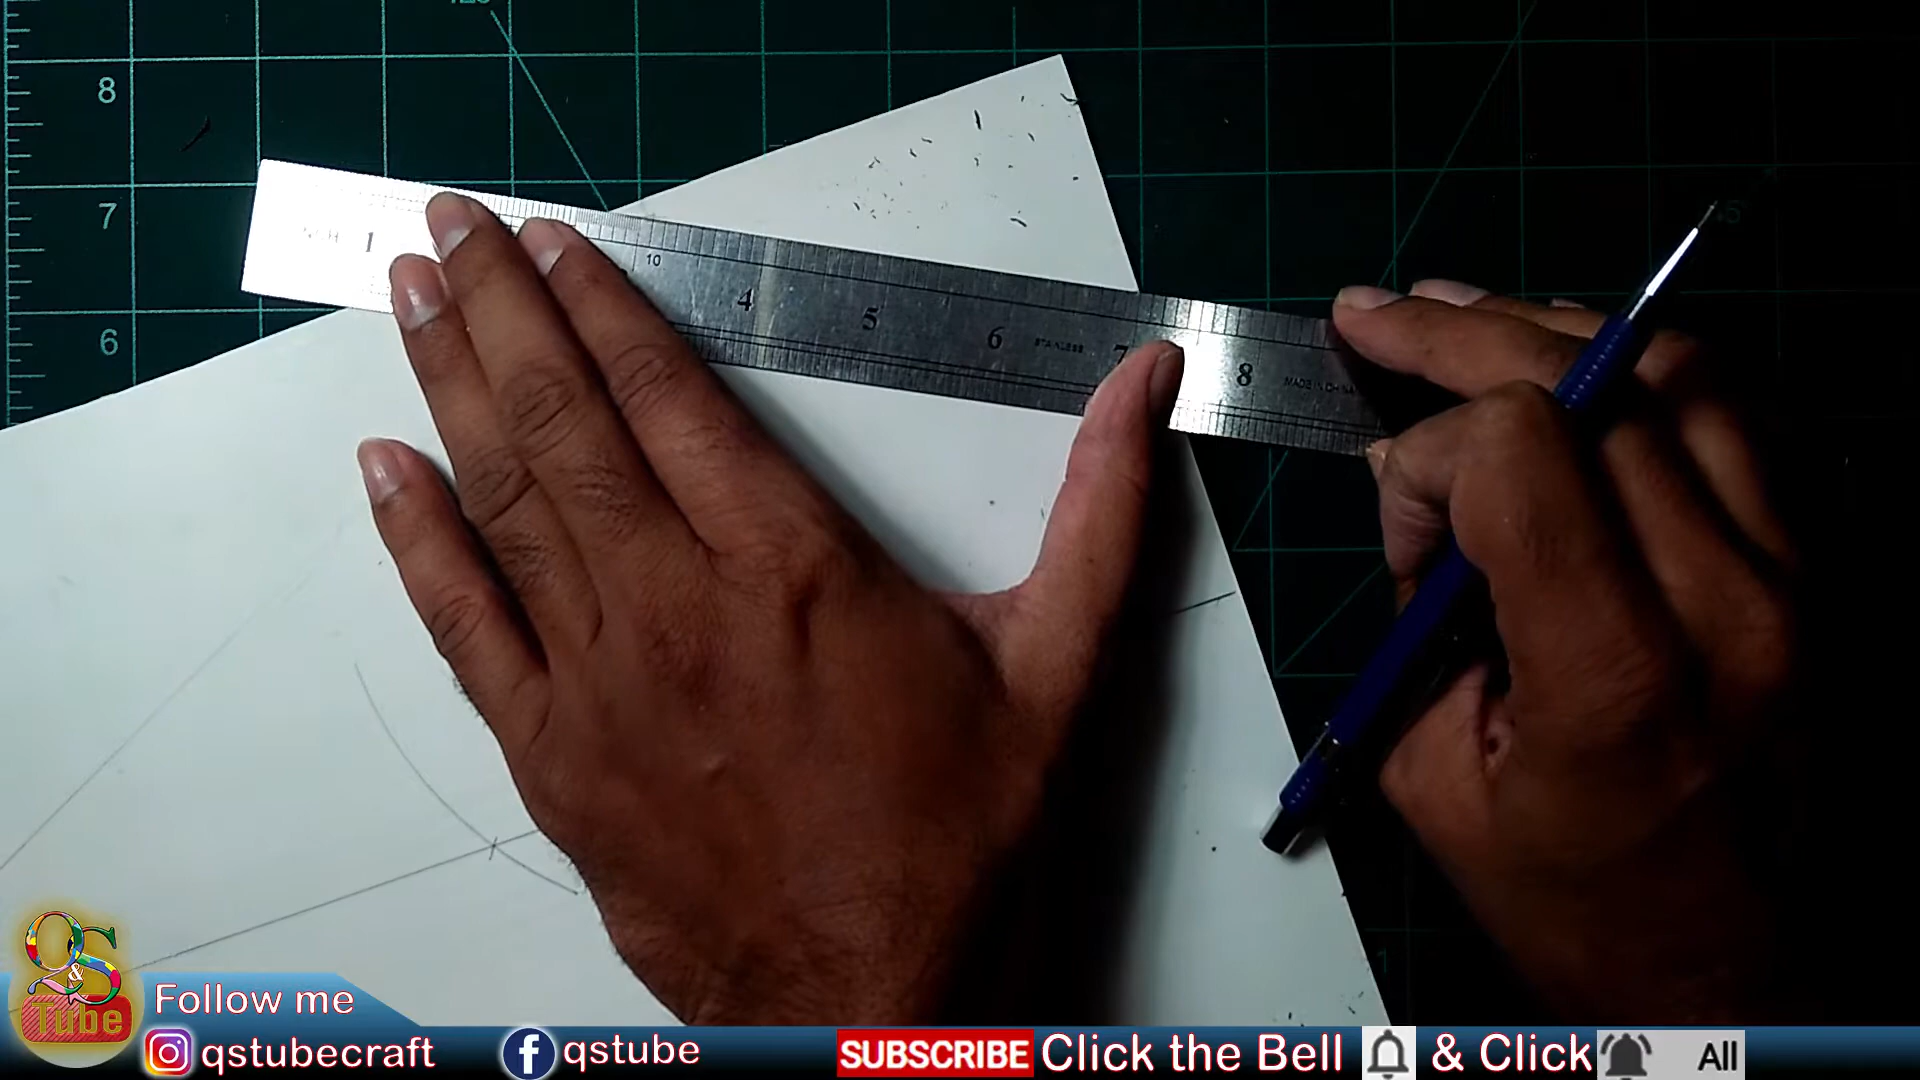 8
7
6
1
10
4
5
6
STAINLESS
7
8
MADE IN CHINA
Q&S
Tube
Follow me
qstubecraft
qstube
SUBSCRIBE Click the Bell & Click All